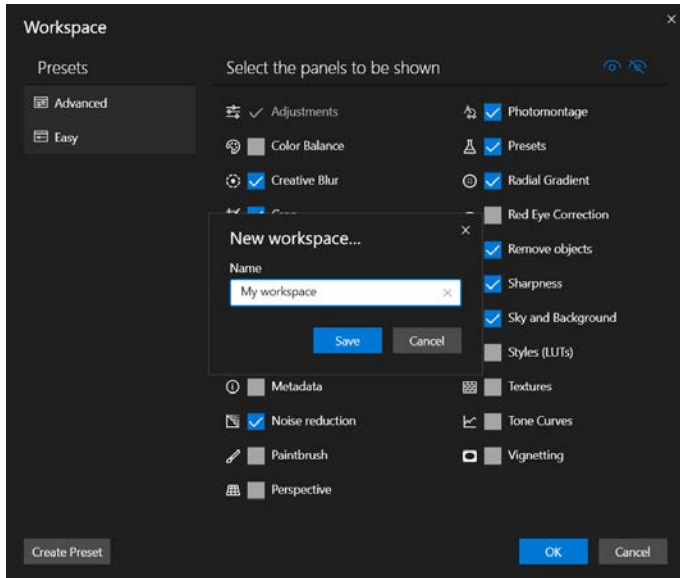 Workspace
Presets
Advanced
Easy
Select the panels to be shown
Adjustments
Color Balance
Creative Blur
Photomontage
Presets
Radial Gradient
Red Eye Correction
Remove objects
Sharpness
Sky and Background
Styles (LUTs)
New workspace...
Name
My workspace
Save Cancel
Metadata
Noise reduction
Paintbrush
Perspective
Textures
Tone Curves
Vignetting
Create Preset
OK Cancel